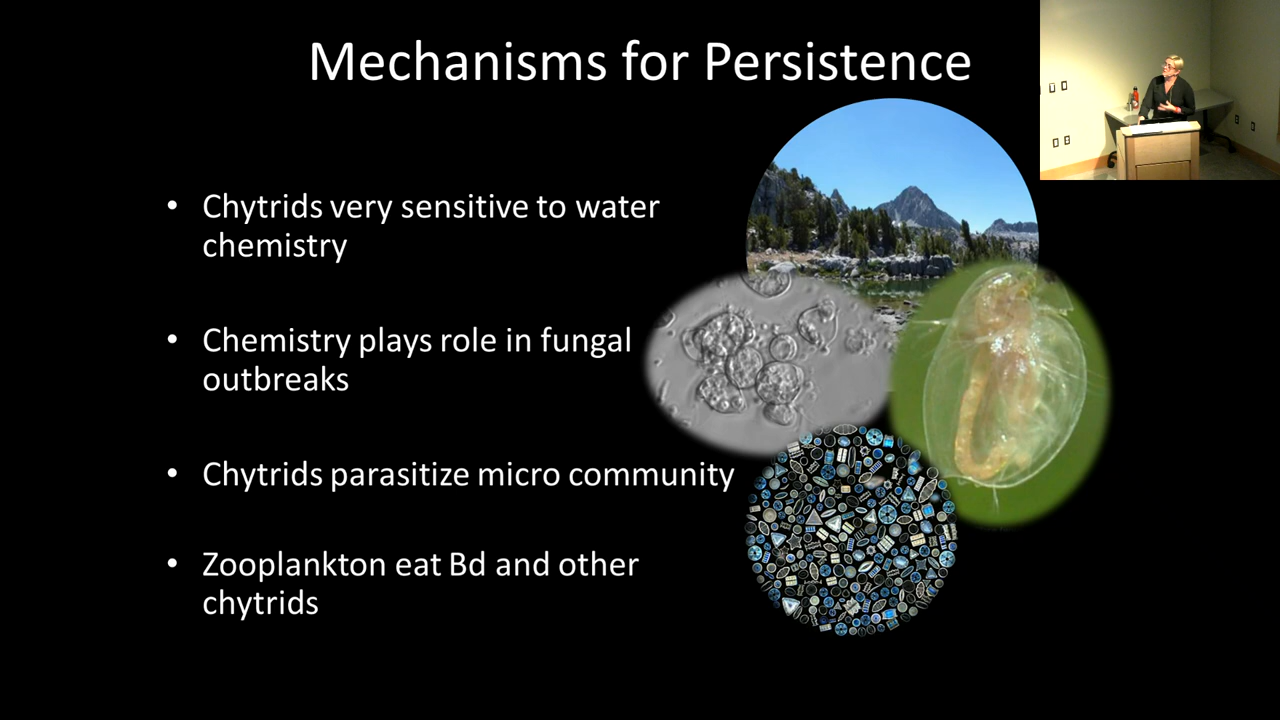 Mechanisms for Persistence
• Chytrids very sensitive to water
chemistry
• Chemistry plays role in fungal
outbreaks
• Chytrids parasitize micro community
• Zooplankton eat Bd and other
chytrids